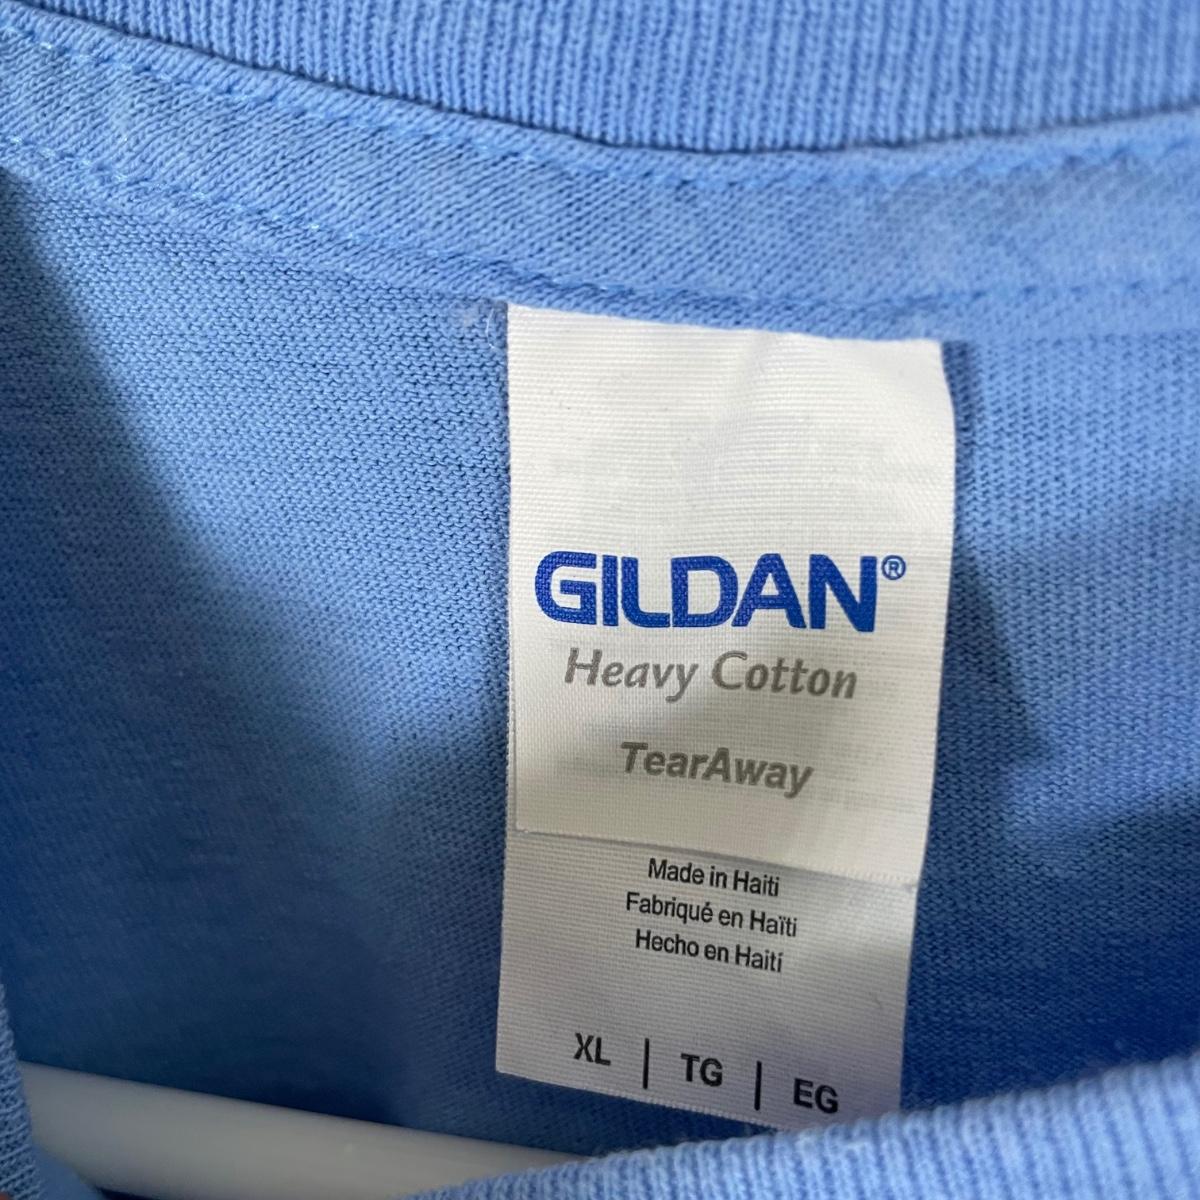 GILDAN®
Heavy Cotton
TearAway
Made in Haiti
Fabriqué en Haïti
Hecho en Haití
XL | TG | EG